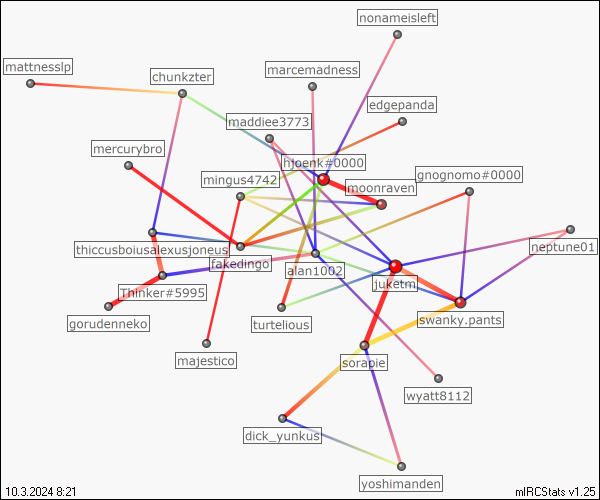 nonameisleft
mattnesslp
chunkzter
marcemadness
edgepanda
maddiee3773
mercurybro
hjoenk#0000
mingus4742
moonraven
gnognomo#0000
thiccusboiusalexusjoneus
fakedingo
alan1002
neptune01
juketm
Thinker#5995
gorudenneko
turtelious
swanky.pants
majestico
sorapie
wyatt8112
dick_yunkus
yoshimanden
10.3.2024 8:21
mIRCStats v1.25